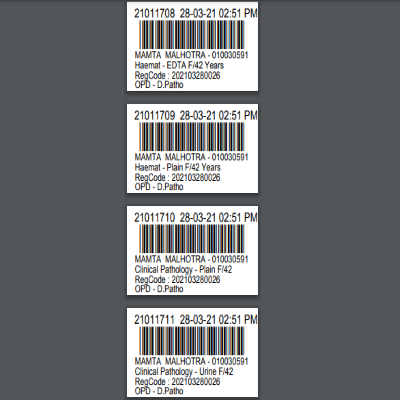 21011708 28-03-21 02:51 PM
MAMTA MALHOTRA - 010030591
Haemat - EDTA F/42 Years
RegCode : 202103280026
OPD - D.Patho
21011709 28-03-21 02:51 PM
MAMTA MALHOTRA - 010030591
Haemat - Plain F/42 Years
RegCode : 202103280026
OPD - D.Patho
21011710 28-03-21 02:51 PM
MAMTA MALHOTRA - 010030591
Clinical Pathology - Plain F/42
RegCode : 202103280026
OPD - D.Patho
21011711 28-03-21 02:51 PM
MAMTA MALHOTRA - 010030591
Clinical Pathology - Urine F/42
RegCode : 202103280026
OPD - D.Patho